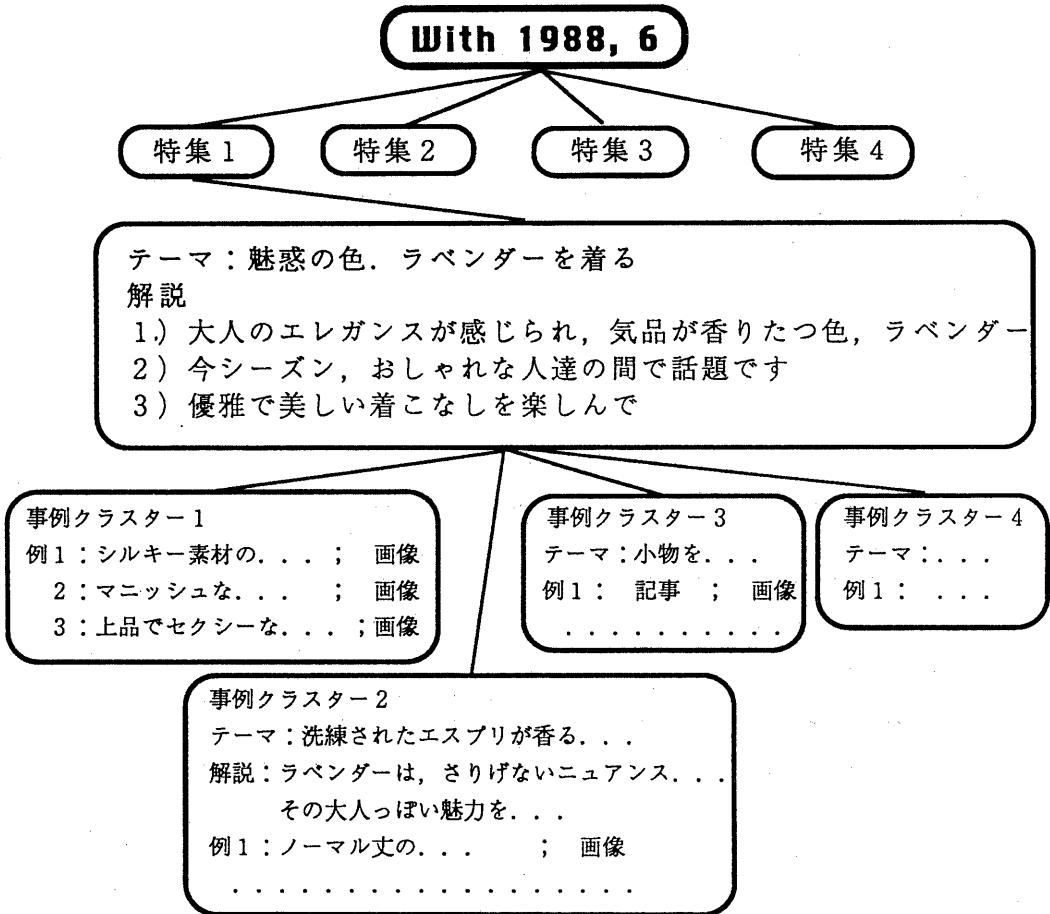 With 1988, 6
特集1
特集2
特集3
特集4
テーマ：魅惑の色．ラベンダーを着る
解説
1.）大人のエレガンスが感じられ，気品が香りたつ色，ラベンダー
2）今シーズン，おしゃれな人達の間で話題です
3）優雅で美しい着こなしを楽しんで
事例クラスター1
例1：シルキー素材の．．．； 画像
2：マニッシュな．．． ； 画像
3：上品でセクシーな．．．；画像
事例クラスター3
テーマ：小物を．．．
例1： 記事 ； 画像
．．．．．．．．．．
事例クラスター4
テーマ：．．．
例1： ．．．
事例クラスター2
テーマ：洗練されたエスプリが香る．．．
解説：ラベンダーは，さりげないニュアンス．．．
その大人っぽい魅力を．．．
例1：ノーマル丈の．．． ； 画像
．．．．．．．．．．．．．．．．．．